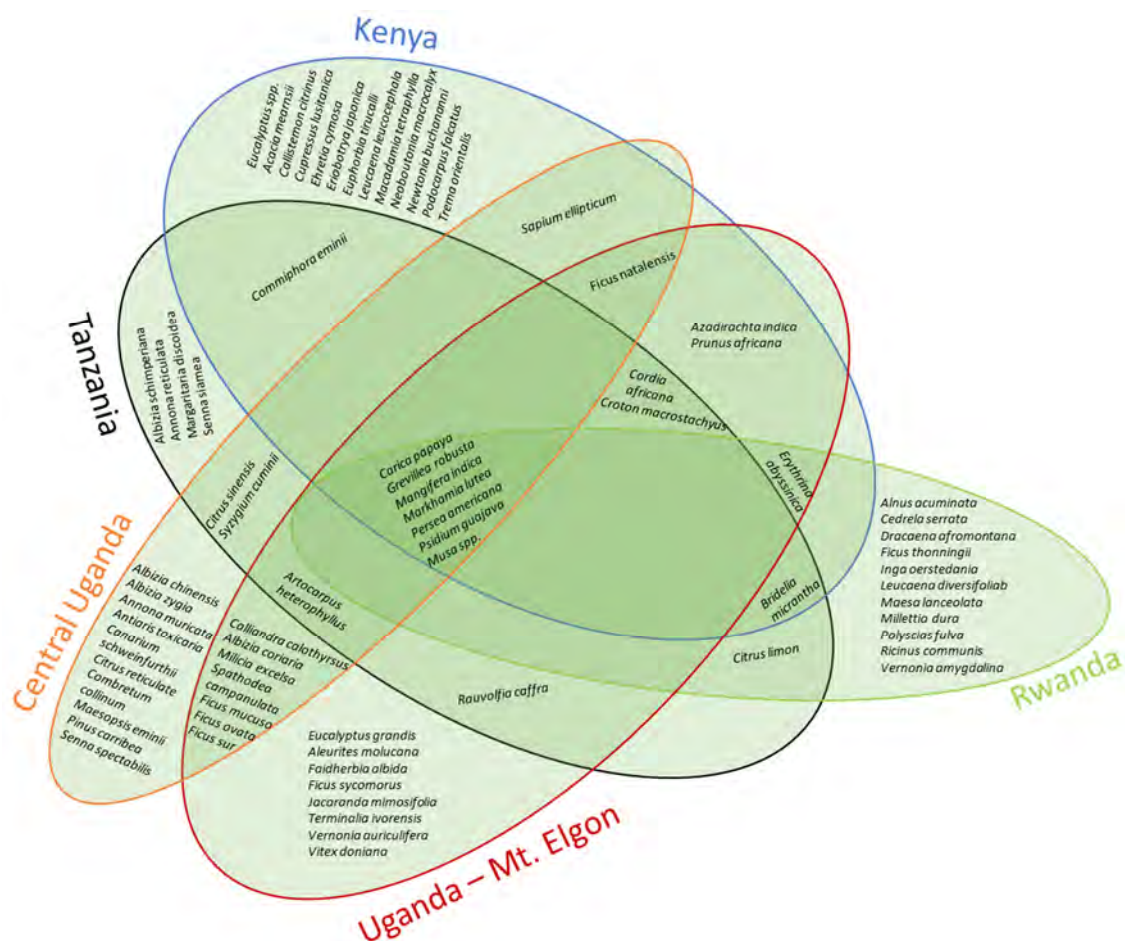 Kenya
Eucalyptus spp.
Acacia mearnsii
Callistemon citrinus
Cupressus lusitanica
Ehretia cymosa
Eriobotrya japonica
Euphorbia tirucalli
Leucaena leucocephala
Macadamia tetraphylla
Neoboutonia macrocalyx
Newtonia buchananni
Podocarpus falcatus
Trema orientalis
Sapium ellipticum
Commiphora eminii
Ficus natalensis
Tanzania
Albizia schimperiana
Annona reticulata
Margaritaria discoidea
Senna siamea
Azadirachta indica
Prunus africana
Cordia
africana
Croton macrostachyus
Citrus sinensis
Syzygium cuminii
Carica papaya
Grevillea robusta
Mangifera indica
Markhamia lutea
Persea americana
Psidium guajava
Musa spp.
Erythrina
abyssinica
Alnus acuminata
Cedrela serrata
Dracaena afromontana
Ficus thonningii
Inga oerstedania
Leucaena diversifoliab
Maesa lanceolata
Millettia dura
Polyscias fulva
Ricinus communis
Vernonia amygdalina
Rwanda
Central Uganda
Albizia chinensis
Albizia zygia
Annona muricata
Antiaris toxicaria
Canarium
schweinfurthii
Citrus reticulate
Combretum
collinum
Maesopsis eminii
Pinus carribea
Senna spectabilis
Artocarpus
heterophyllus
Calliandra calothyrsus
Albizia coriaria
Milicia excelsa
Spathodea
campanulata
Ficus mucuso
Ficus ovata
Ficus sur
Bridelia
micrantha
Citrus limon
Rauvolfia caffra
Eucalyptus grandis
Aleurites molucana
Faidherbia albida
Ficus sycomorus
Jacaranda mimosifolia
Terminalia ivorensis
Vernonia auriculifera
Vitex doniana
Uganda – Mt. Elgon